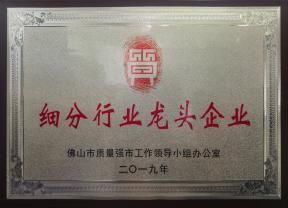 质
细分行业龙头企业
佛山市质量强市工作领导小组办公室
二〇一九年